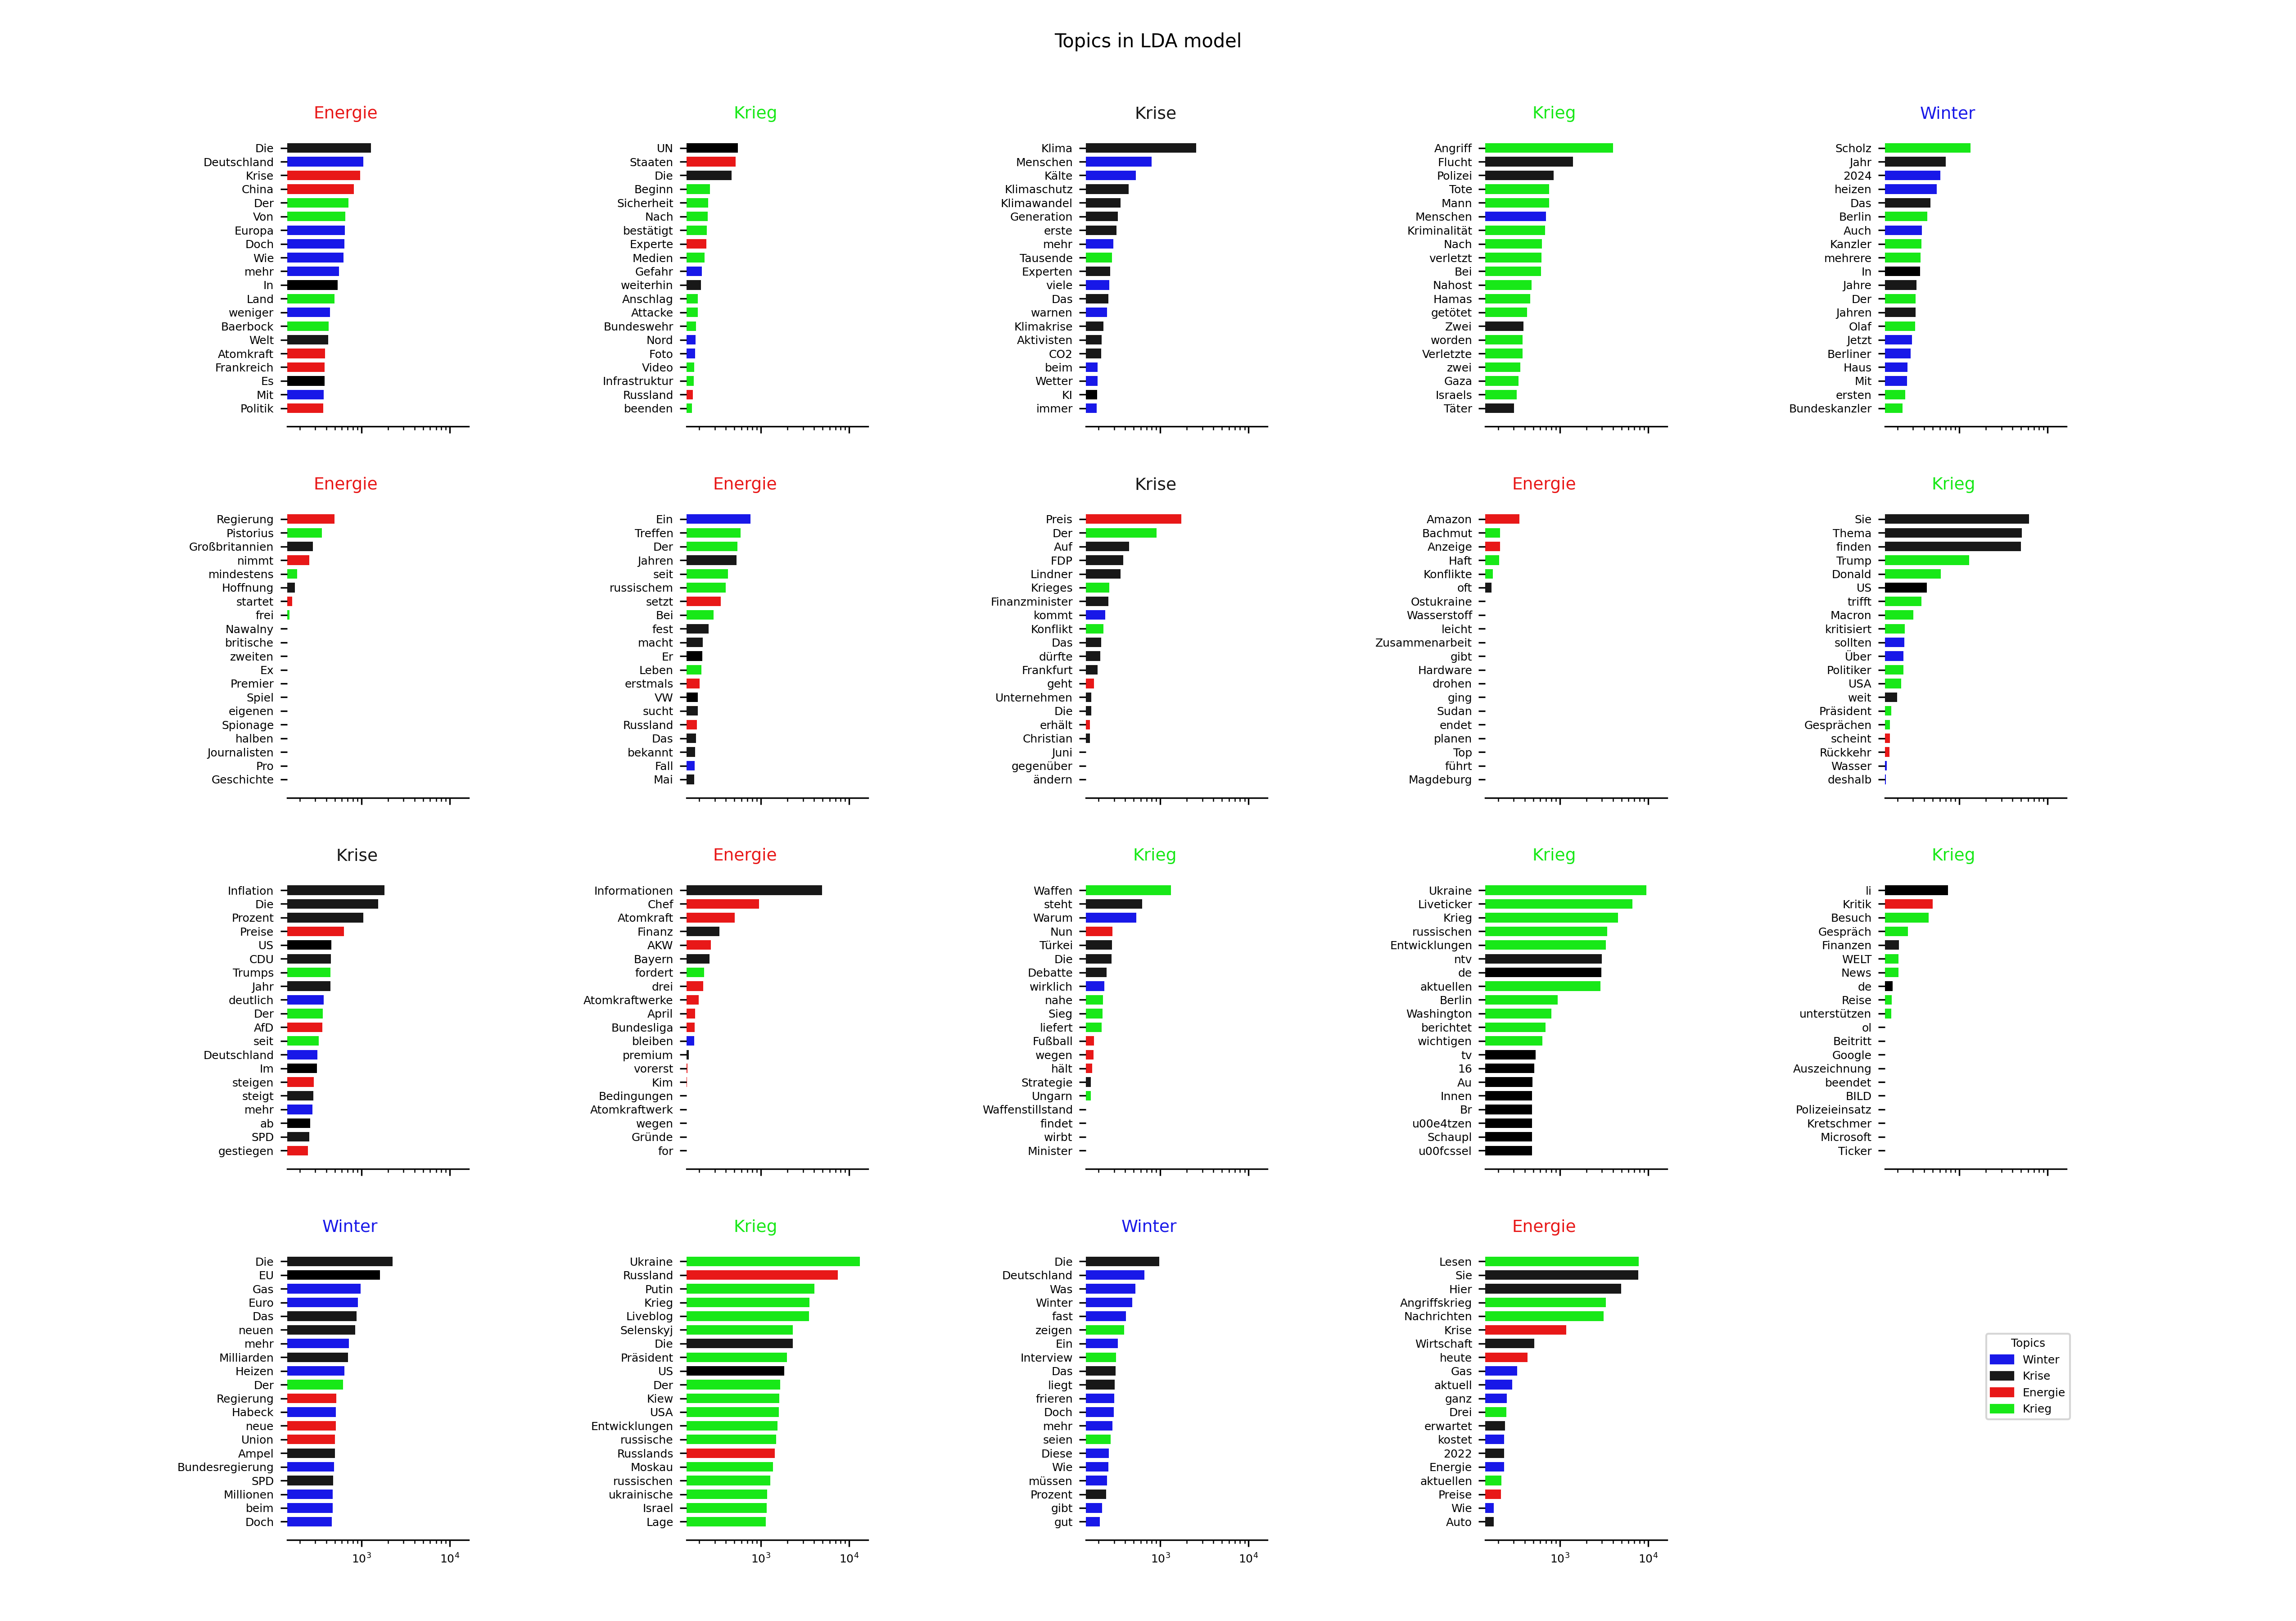 Topics in LDA model
Energie
Die
Deutschland
Krise
China
Der
Von
Europa
Doch
Wie
mehr
In
Land
weniger
Baerbock
Welt
Atomkraft
Frankreich
Es
Mit
Politik
Krieg
UN
Staaten
Die
Beginn
Sicherheit
Nach
bestätigt
Experte
Medien
Gefahr
weiterhin
Anschlag
Attacke
Bundeswehr
Nord
Foto
Video
Infrastruktur
Russland
beenden
Krise
Klima
Menschen
Kälte
Klimaschutz
Klimawandel
Generation
erste
mehr
Tausende
Experten
viele
Das
warnen
Klimakrise
Aktivisten
CO2
beim
Wetter
KI
immer
Krieg
Angriff
Flucht
Polizei
Tote
Mann
Menschen
Kriminalität
Nach
verletzt
Bei
Nahost
Hamas
getötet
Zwei
worden
Verletzte
zwei
Gaza
Israels
Täter
Winter
Scholz
Jahr
2024
heizen
Das
Berlin
Auch
Kanzler
mehrere
In
Jahre
Der
Jahren
Olaf
Jetzt
Berliner
Haus
Mit
ersten
Bundeskanzler
Energie
Regierung
Pistorius
Großbritannien
nimmt
mindestens
Hoffnung
startet
frei
Nawalny
britische
zweiten
Ex
Premier
Spiel
eigenen
Spionage
halben
Journalisten
Pro
Geschichte
Energie
Ein
Treffen
Der
Jahren
seit
russischem
setzt
Bei
fest
macht
Er
Leben
erstmals
VW
sucht
Russland
Das
bekannt
Fall
Mai
Krise
Preis
Der
Auf
FDP
Lindner
Krieges
Finanzminister
kommt
Konflikt
Das
dürfte
Frankfurt
geht
Unternehmen
Die
erhält
Christian
Juni
gegenüber
ändern
Energie
Amazon
Bachmut
Anzeige
Haft
Konflikte
oft
Ostukraine
Wasserstoff
leicht
Zusammenarbeit
gibt
Hardware
drohen
ging
Sudan
endet
planen
Top
führt
Magdeburg
Krieg
Sie
Thema
finden
Trump
Donald
US
trifft
Macron
kritisiert
sollten
Über
Politiker
USA
weit
Präsident
Gesprächen
scheint
Rückkehr
Wasser
deshalb
Krise
Inflation
Die
Prozent
Preise
US
CDU
Trumps
Jahr
deutlich
Der
AfD
seit
Deutschland
Im
steigen
steigt
mehr
ab
SPD
gestiegen
Energie
Informationen
Chef
Atomkraft
Finanz
AKW
Bayern
fordert
drei
Atomkraftwerke
April
Bundesliga
bleiben
premium
vorerst
Kim
Bedingungen
Atomkraftwerk
wegen
Gründe
for
Krieg
Waffen
steht
Warum
Nun
Türkei
Die
Debatte
wirklich
nahe
Sieg
liefert
Fußball
wegen
hält
Strategie
Ungarn
Waffenstillstand
findet
wirbt
Minister
Krieg
Ukraine
Liveticker
Krieg
russischen
Entwicklungen
ntv
de
aktuellen
Berlin
Washington
berichtet
wichtigen
tv
16
Au
Innen
Br
u00e4tzen
Schaupl
u00fcssel
Krieg
li
Kritik
Besuch
Gespräch
Finanzen
WELT
News
de
Reise
unterstützen
ol
Beitritt
Google
Auszeichnung
beendet
BILD
Polizeieinsatz
Kretschmer
Microsoft
Ticker
Winter
Die
EU
Gas
Euro
Das
neuen
mehr
Milliarden
Heizen
Der
Regierung
Habeck
neue
Union
Ampel
Bundesregierung
SPD
Millionen
beim
Doch
10³ 10⁴
Krieg
Ukraine
Russland
Putin
Krieg
Liveblog
Selenskyj
Die
Präsident
US
Der
Kiew
USA
Entwicklungen
russische
Russlands
Moskau
russischen
ukrainische
Israel
Lage
10³ 10⁴
Winter
Die
Deutschland
Was
Winter
fast
zeigen
Ein
Interview
Das
liegt
frieren
Doch
mehr
seien
Diese
Wie
müssen
Prozent
gibt
gut
10³ 10⁴
Energie
Lesen
Sie
Hier
Angriffskrieg
Nachrichten
Krise
Wirtschaft
heute
Gas
aktuell
ganz
Drei
erwartet
kostet
2022
Energie
aktuellen
Preise
Wie
Auto
10³ 10⁴
Topics
Winter
Krise
Energie
Krieg